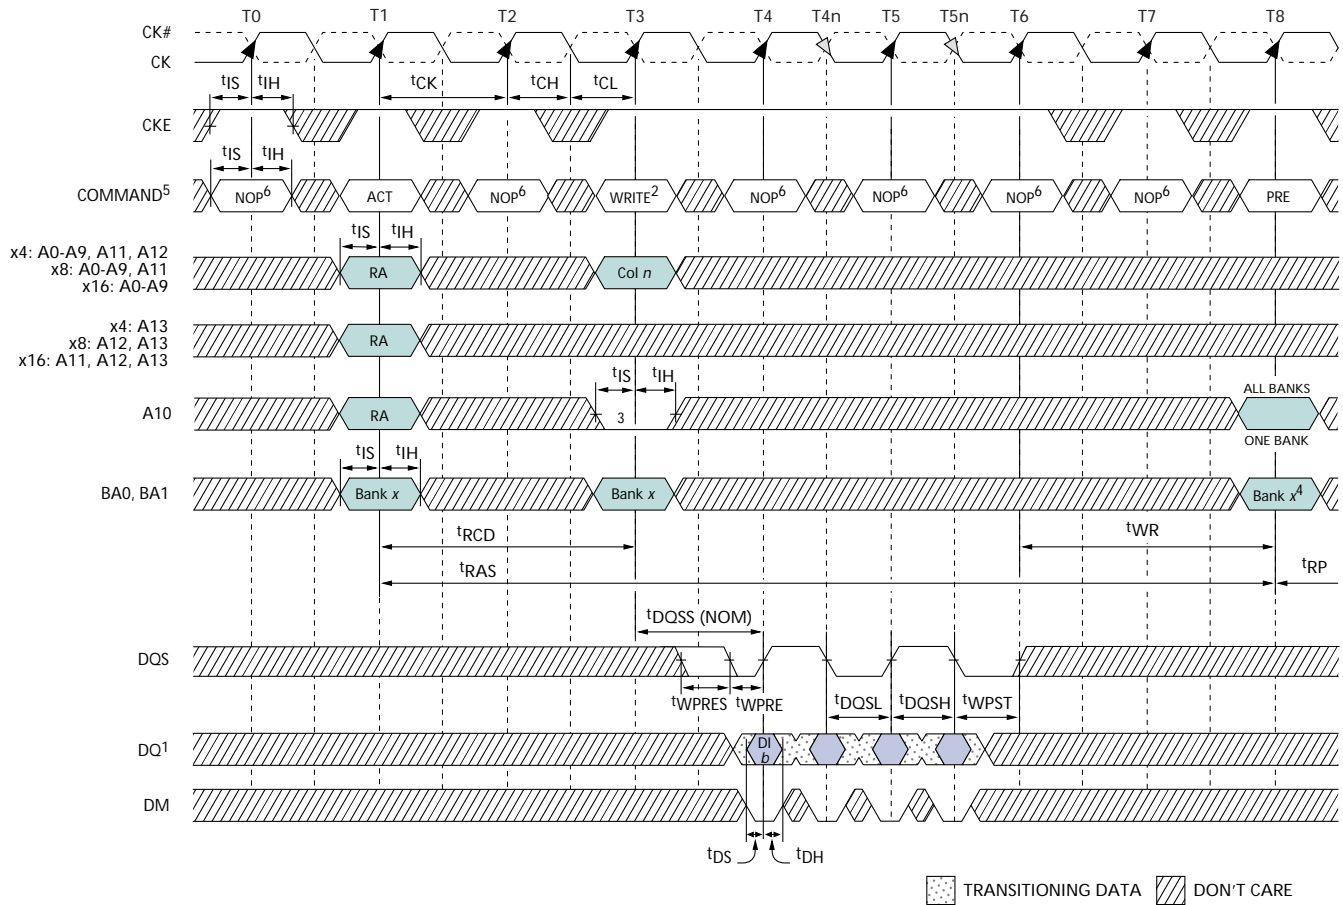 T0 T1 T2 T3 T4 T4n T5 T5n T6 T7 T8
CK#
CK
tIS tIH tCK tCH tCL
CKE
tIS tIH
COMMAND5 NOP6 ACT NOP6 WRITE2 NOP6 NOP6 NOP6 NOP6 PRE
tIS tIH
x4: A0-A9, A11, A12
x8: A0-A9, A11
x16: A0-A9
RA Col n
x4: A13
x8: A12, A13
x16: A11, A12, A13
RA
tIS tIH
ALL BANKS
A10 RA 3
ONE BANK
tIS tIH
BA0, BA1 Bank x Bank x Bank x4
tRCD tWR
tRAS tRP
tDQSS (NOM)
DQS
tWPRES tWPRE tDQSL tDQSH tWPST
DQ1 DI
b
DM
tDS tDH
TRANSITIONING DATA DON'T CARE